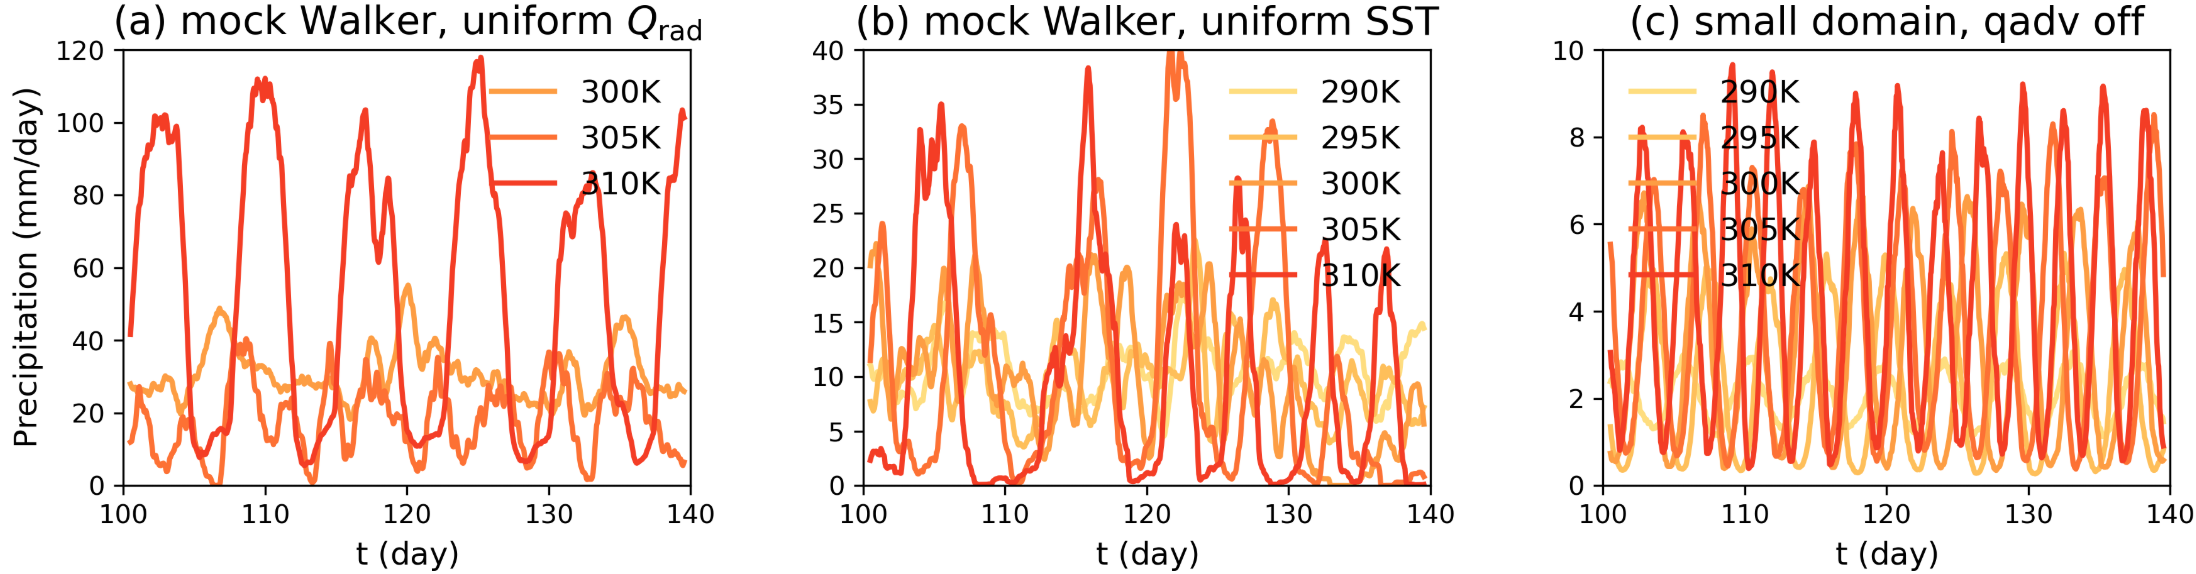 (a) mock Walker, uniform Qrad
120
100
80
60
40
20
0
Precipitation (mm/day)
300K
305K
310K
100 110 120 130 140
t (day)
(b) mock Walker, uniform SST
40
35
30
25
20
15
10
5
0
290K
295K
300K
305K
310K
100 110 120 130 140
t (day)
(c) small domain, qadv off
10
8
6
4
2
0
290K
295K
300K
305K
310K
100 110 120 130 140
t (day)